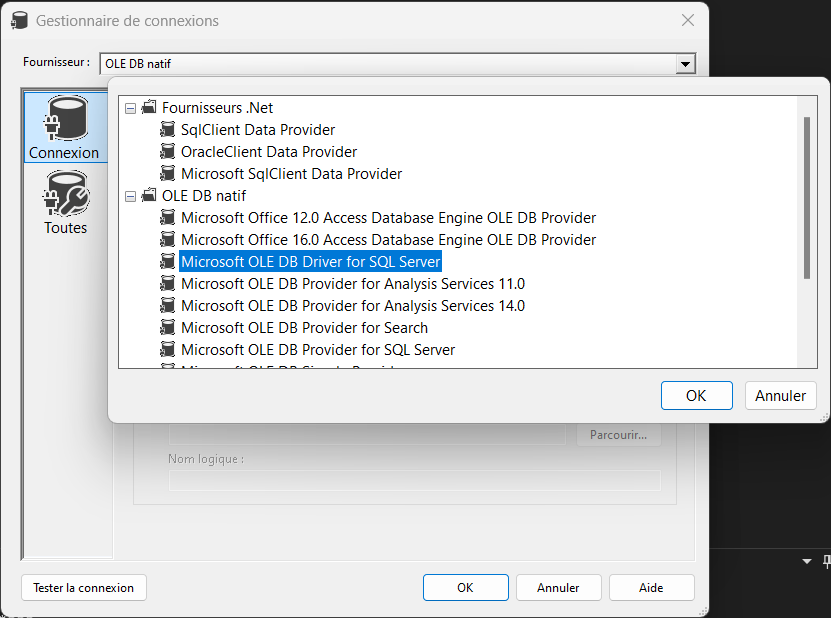 Gestionnaire de connexions
Fournisseur :
OLE DB natif
Connexion
Toutes
Fournisseurs .Net
SqlClient Data Provider
OracleClient Data Provider
Microsoft SqlClient Data Provider
OLE DB natif
Microsoft Office 12.0 Access Database Engine OLE DB Provider
Microsoft Office 16.0 Access Database Engine OLE DB Provider
Microsoft OLE DB Driver for SQL Server
Microsoft OLE DB Provider for Analysis Services 11.0
Microsoft OLE DB Provider for Analysis Services 14.0
Microsoft OLE DB Provider for Search
Microsoft OLE DB Provider for SQL Server
OK
Annuler
Parcourir...
Nom logique :
Tester la connexion
OK
Annuler
Aide